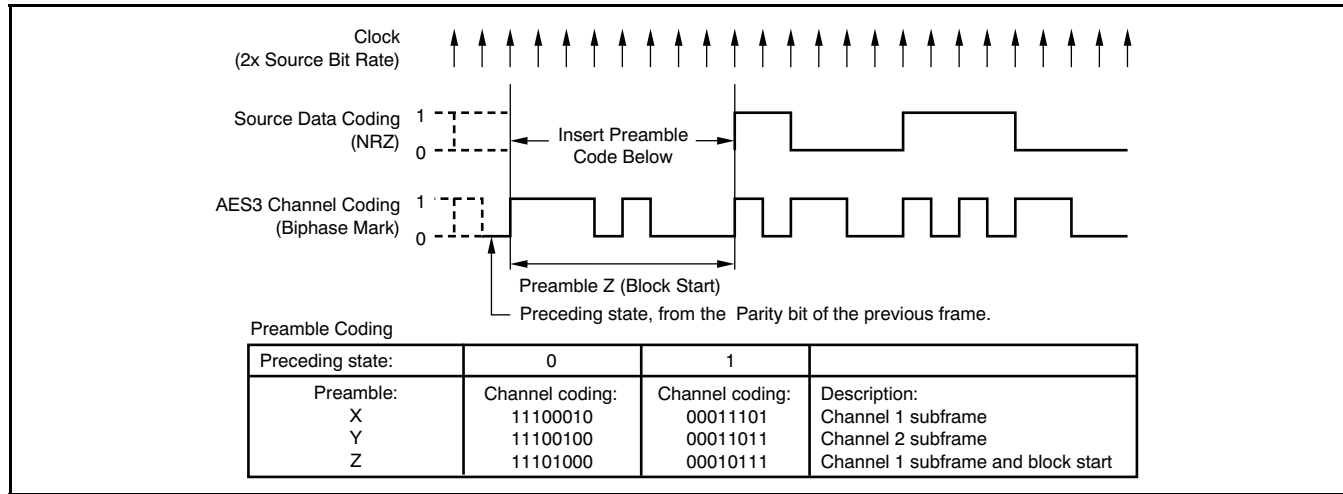 Clock
(2x Source Bit Rate)
Source Data Coding
(NRZ)
1
0
Insert Preamble
Code Below
AES3 Channel Coding
(Biphase Mark)
1
0
Preamble Z (Block Start)
Preceding state, from the Parity bit of the previous frame.
Preamble Coding
Preceding state: 0 1
Preamble: Channel coding: Channel coding: Description:
X 11100010 00011101 Channel 1 subframe
Y 11100100 00011011 Channel 2 subframe
Z 11101000 00010111 Channel 1 subframe and block start